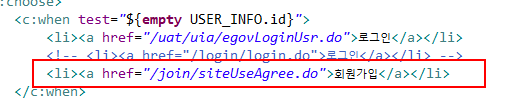 :choose>
<c:when test="${empty USER_INFO.id}">
<li><a href="/uat/uia/egovLoginUsr.do">로그인</a></li>
<!-- <li><a href="/login/login.do">로그인</a></li> -->
<li><a href="/join/siteUseAgree.do">회원가입</a></li>
</c:when>